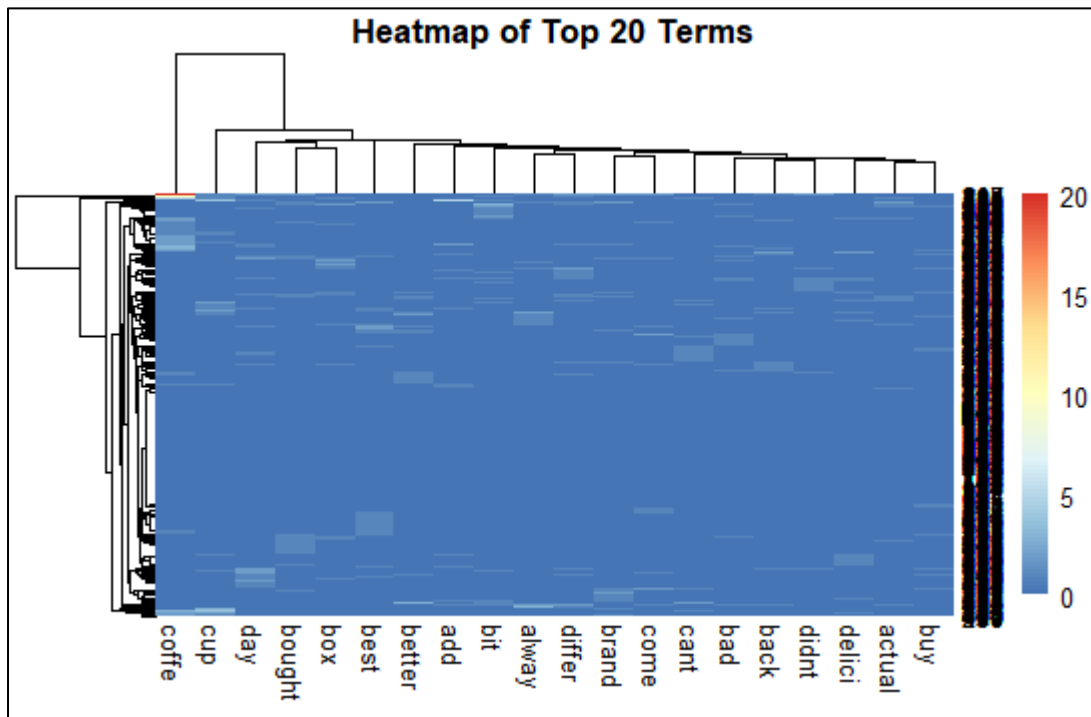 Heatmap of Top 20 Terms
20
15
10
5
0
coffe
cup
day
bought
box
best
better
add
bit
alway
differ
brand
come
cant
bad
back
didnt
delici
actual
buy